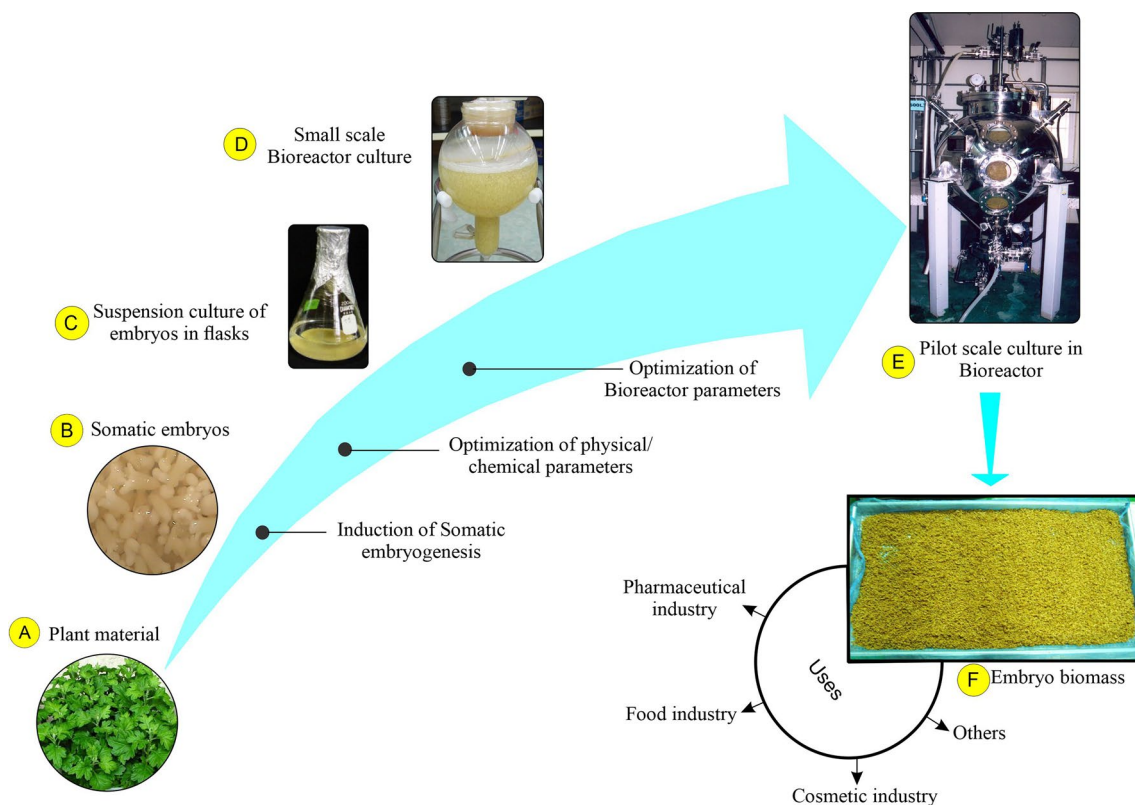 A
Plant material
B
Somatic embryos
C
Suspension culture of
embryos in flasks
D
Small scale
Bioreactor culture
Induction of Somatic
embryogenesis
Optimization of physical/
chemical parameters
Optimization of
Bioreactor parameters
E
Pilot scale culture in
Bioreactor
F
Embryo biomass
Uses
Pharmaceutical
industry
Food industry
Cosmetic industry
Others